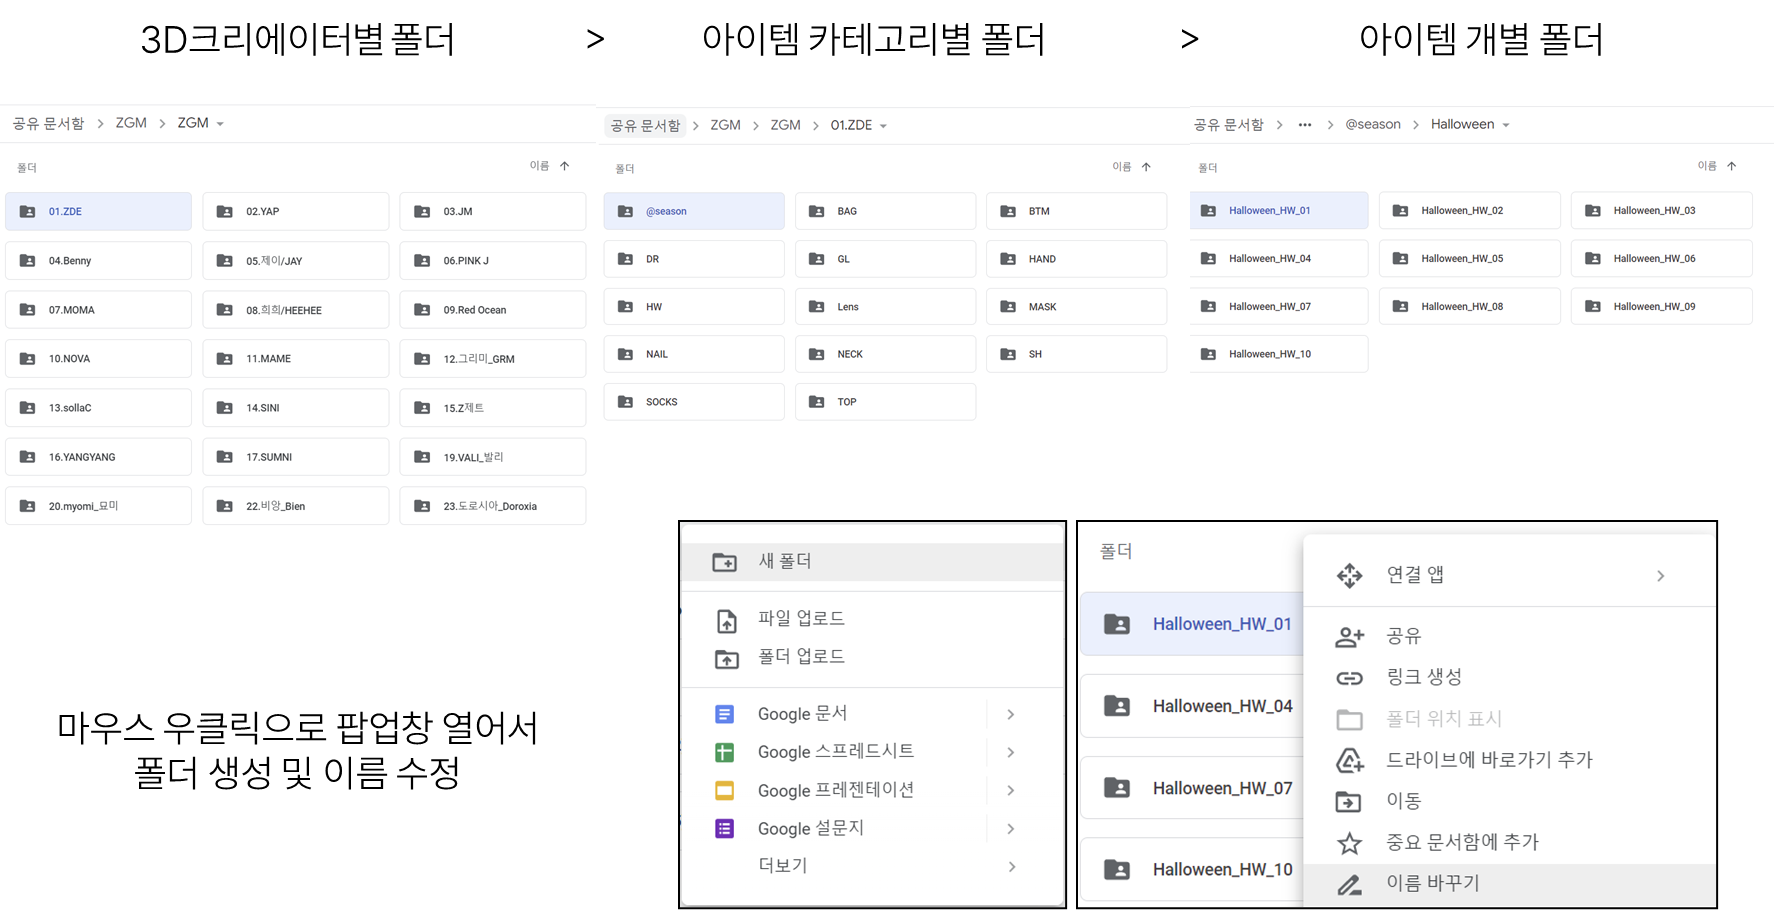 3D크리에이터별 폴더 > 아이템 카테고리별 폴더 > 아이템 개별 폴더
공유 문서함 > ZGM > ZGM
폴더 이름
01.ZDE 02.YAP 03.JM
04.Benny 05.제이/JAY 06.PINK J
07.MOMA 08.희희/HEEHEE 09.Red Ocean
10.NOVA 11.MAME 12.그리미_GRM
13.sollaC 14.SINI 15.Z제트
16.YANGYANG 17.SUMNI 19.VALI_발리
20.myomi_묘미 22.비앙_Bien 23.도로시아_Doroxia
공유 문서함 > ZGM > ZGM > 01.ZDE
폴더 이름
@season BAG BTM
DR GL HAND
HW Lens MASK
NAIL NECK SH
SOCKS TOP
공유 문서함 > ••• > @season > Halloween
폴더 이름
Halloween_HW_01 Halloween_HW_02 Halloween_HW_03
Halloween_HW_04 Halloween_HW_05 Halloween_HW_06
Halloween_HW_07 Halloween_HW_08 Halloween_HW_09
Halloween_HW_10
마우스 우클릭으로 팝업창 열어서
폴더 생성 및 이름 수정
새 폴더
파일 업로드
폴더 업로드
Google 문서
Google 스프레드시트
Google 프레젠테이션
Google 설문지
더보기
폴더
Halloween_HW_01
Halloween_HW_04
Halloween_HW_07
Halloween_HW_10
연결 앱
공유
링크 생성
폴더 위치 표시
드라이브에 바로가기 추가
이동
중요 문서함에 추가
이름 바꾸기